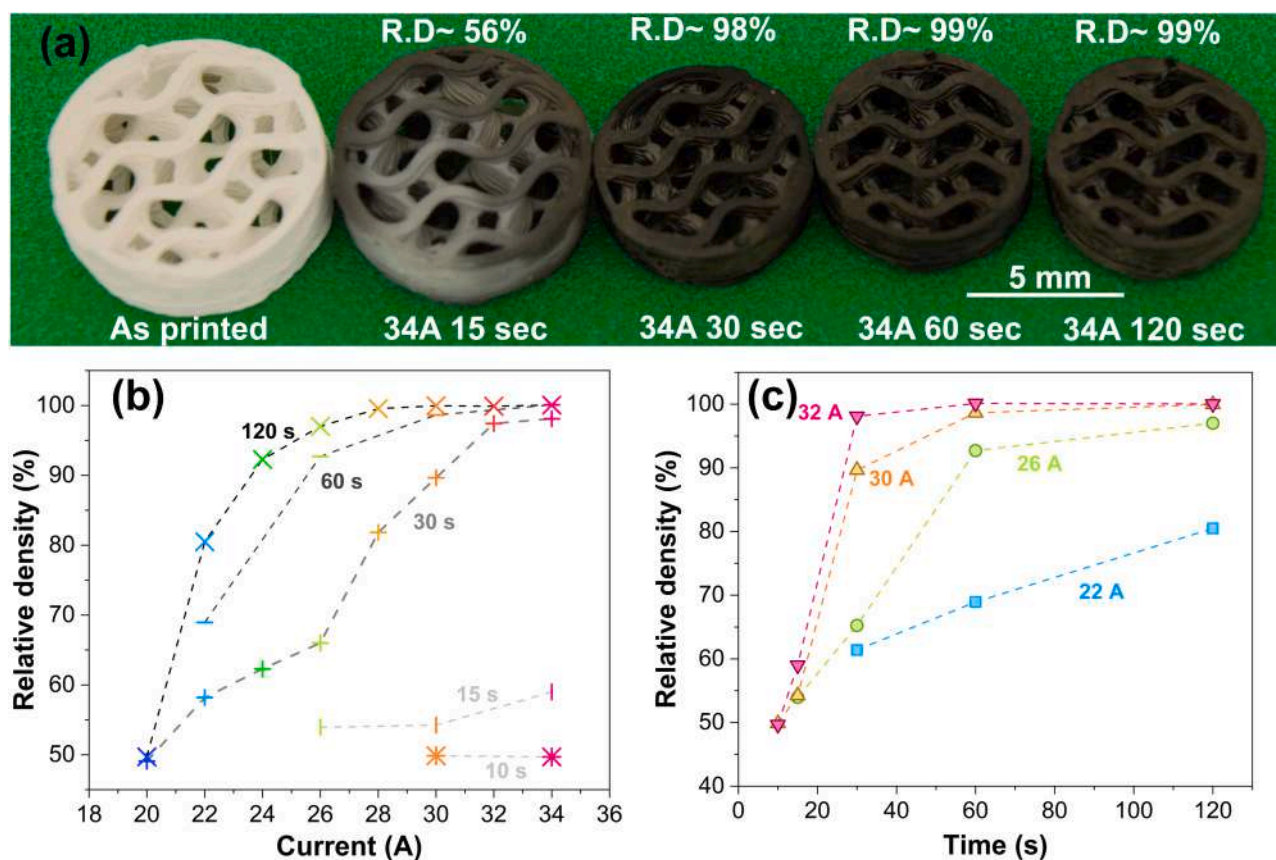 (a)
R.D~ 56%
R.D~ 98%
R.D~ 99%
R.D~ 99%
5 mm
As printed
34A 15 sec
34A 30 sec
34A 60 sec
34A 120 sec
(b)
Relative density (%)
100
90
80
70
60
50
120 s
60 s
30 s
15 s
10 s
18 20 22 24 26 28 30 32 34 36
Current (A)
(c)
Relative density (%)
100
90
80
70
60
50
40
32 A
30 A
26 A
22 A
0 20 40 60 80 100 120
Time (s)